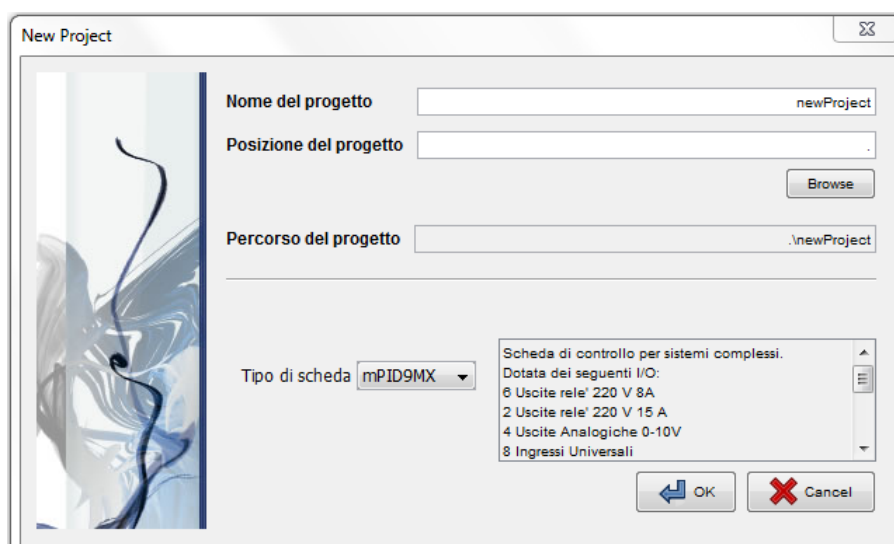 New Project
Nome del progetto newProject
Posizione del progetto .
Browse
Percorso del progetto .\newProject
Tipo di scheda mPID9MX
Scheda di controllo per sistemi complessi.
Dotata dei seguenti I/O:
6 Uscite rele' 220 V 8A
2 Uscite rele' 220 V 15 A
4 Uscite Analogiche 0-10V
8 Ingressi Universali
OK Cancel